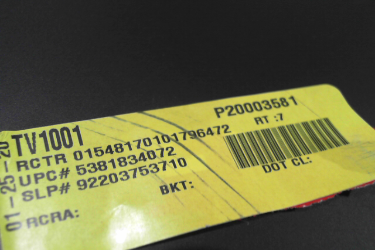 TV1001
P20003581
RCTR 01548170101796472
RT :7
UPC# 5381834072
SLP# 92203753710
BKT:
DOT CL:
RCRA: